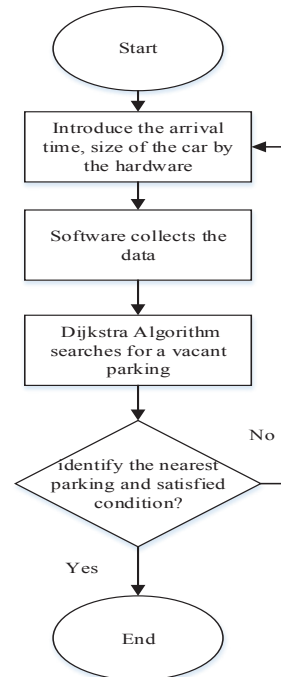 Start
Introduce the arrival
time, size of the car by
the hardware
Software collects the
data
Dijkstra Algorithm
searches for a vacant
parking
identify the nearest
parking and satisfied
condition?
No
Yes
End